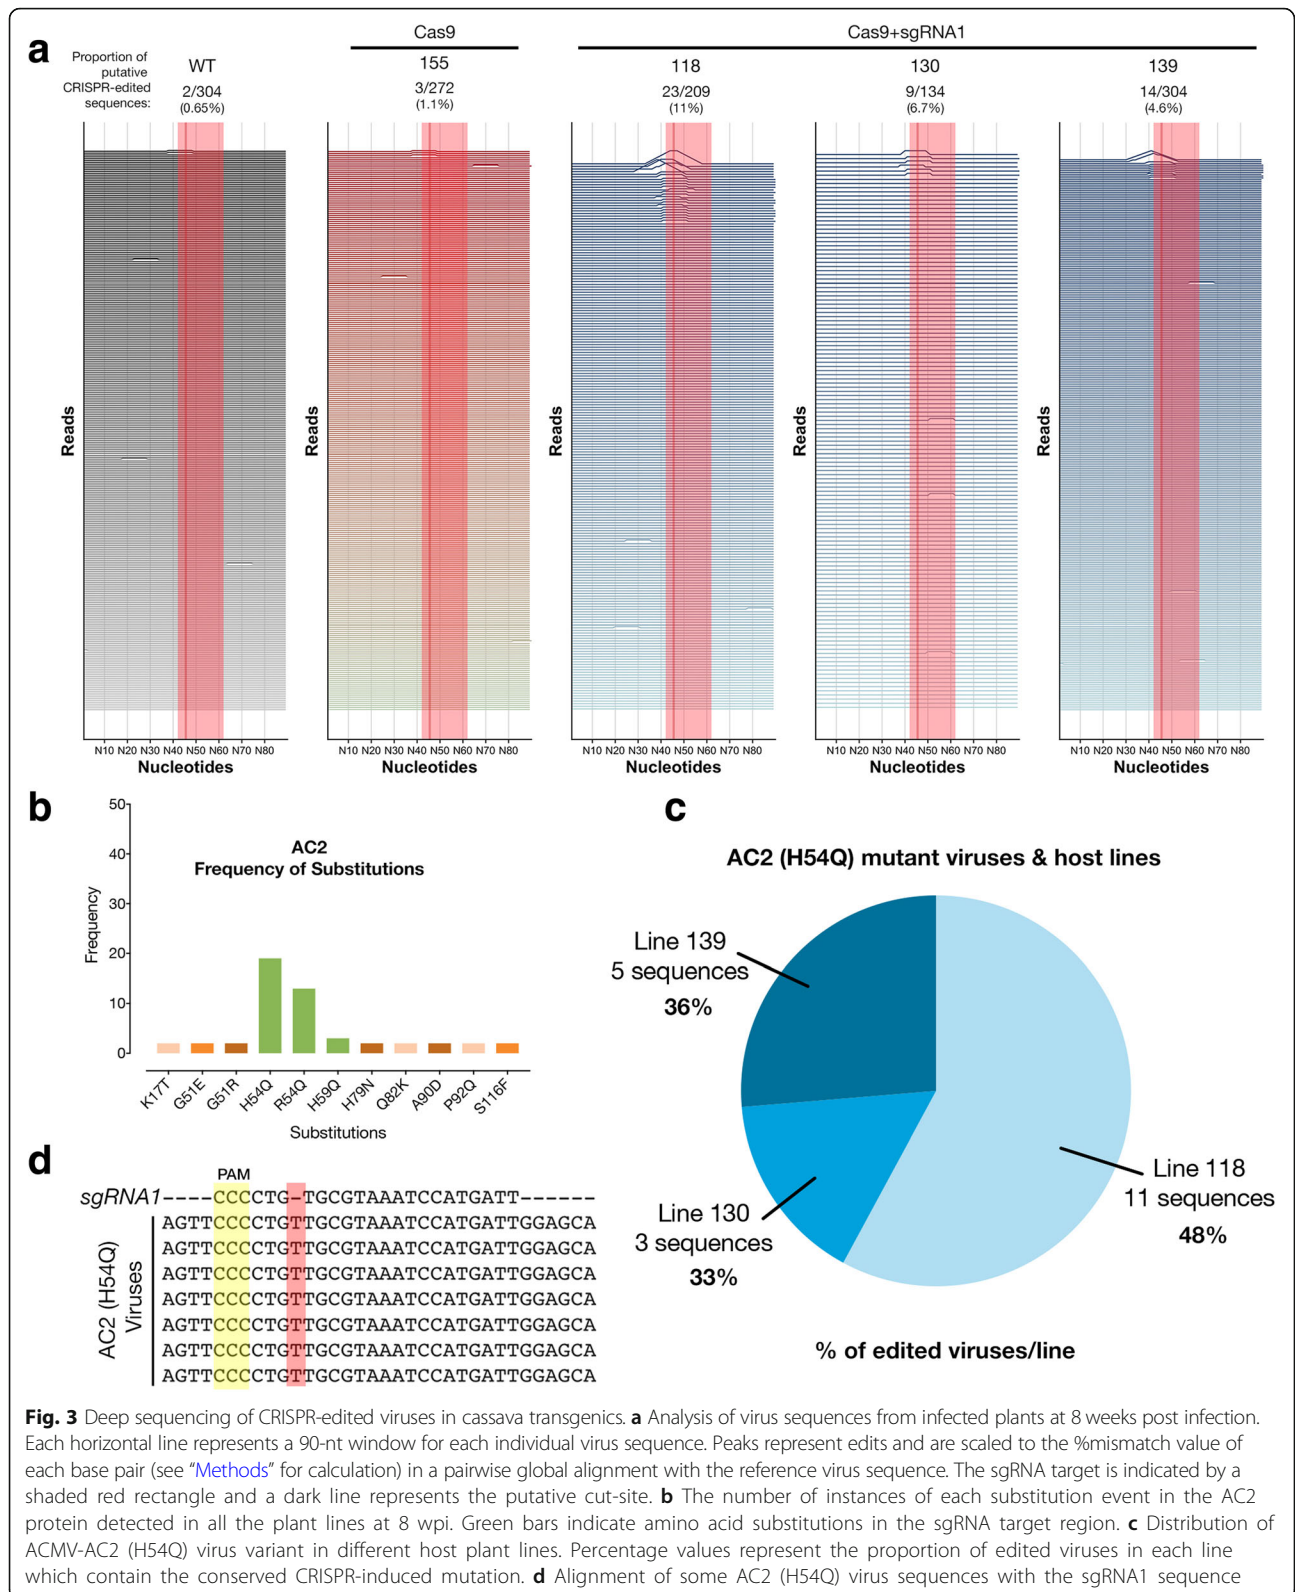 a
Proportion of
putative
CRISPR-edited
sequences:
WT
2/304
(0.65%)
Cas9
155
3/272
(1.1%)
Cas9+sgRNA1
118
23/209
(11%)
130
9/134
(6.7%)
139
14/304
(4.6%)
Reads
Reads
Reads
Reads
Reads
N10 N20 N30 N40 N50 N60 N70 N80
N10 N20 N30 N40 N50 N60 N70 N80
N10 N20 N30 N40 N50 N60 N70 N80
N10 N20 N30 N40 N50 N60 N70 N80
N10 N20 N30 N40 N50 N60 N70 N80
Nucleotides
Nucleotides
Nucleotides
Nucleotides
Nucleotides
b
AC2
Frequency of Substitutions
Frequency
50
40
30
20
10
0
K17T G51E G51R H54Q R54Q H59Q H79N Q82K A90D P92Q S116F
Substitutions
c
AC2 (H54Q) mutant viruses & host lines
Line 139
5 sequences
36%
Line 130
3 sequences
33%
Line 118
11 sequences
48%
% of edited viruses/line
d
PAM
sgRNA1----CCCCTG-TGCGTAAATCCATGATT------
AC2 (H54Q)
Viruses
AGTTCCCCTGTTGCGTAAATCCATGATTGGAGCA
AGTTCCCCTGTTGCGTAAATCCATGATTGGAGCA
AGTTCCCCTGTTGCGTAAATCCATGATTGGAGCA
AGTTCCCCTGTTGCGTAAATCCATGATTGGAGCA
AGTTCCCCTGTTGCGTAAATCCATGATTGGAGCA
AGTTCCCCTGTTGCGTAAATCCATGATTGGAGCA
AGTTCCCCTGTTGCGTAAATCCATGATTGGAGCA
Fig. 3 Deep sequencing of CRISPR-edited viruses in cassava transgenics. a Analysis of virus sequences from infected plants at 8 weeks post infection.
Each horizontal line represents a 90-nt window for each individual virus sequence. Peaks represent edits and are scaled to the %mismatch value of
each base pair (see “Methods” for calculation) in a pairwise global alignment with the reference virus sequence. The sgRNA target is indicated by a
shaded red rectangle and a dark line represents the putative cut-site. b The number of instances of each substitution event in the AC2
protein detected in all the plant lines at 8 wpi. Green bars indicate amino acid substitutions in the sgRNA target region. c Distribution of
ACMV-AC2 (H54Q) virus variant in different host plant lines. Percentage values represent the proportion of edited viruses in each line
which contain the conserved CRISPR-induced mutation. d Alignment of some AC2 (H54Q) virus sequences with the sgRNA1 sequence